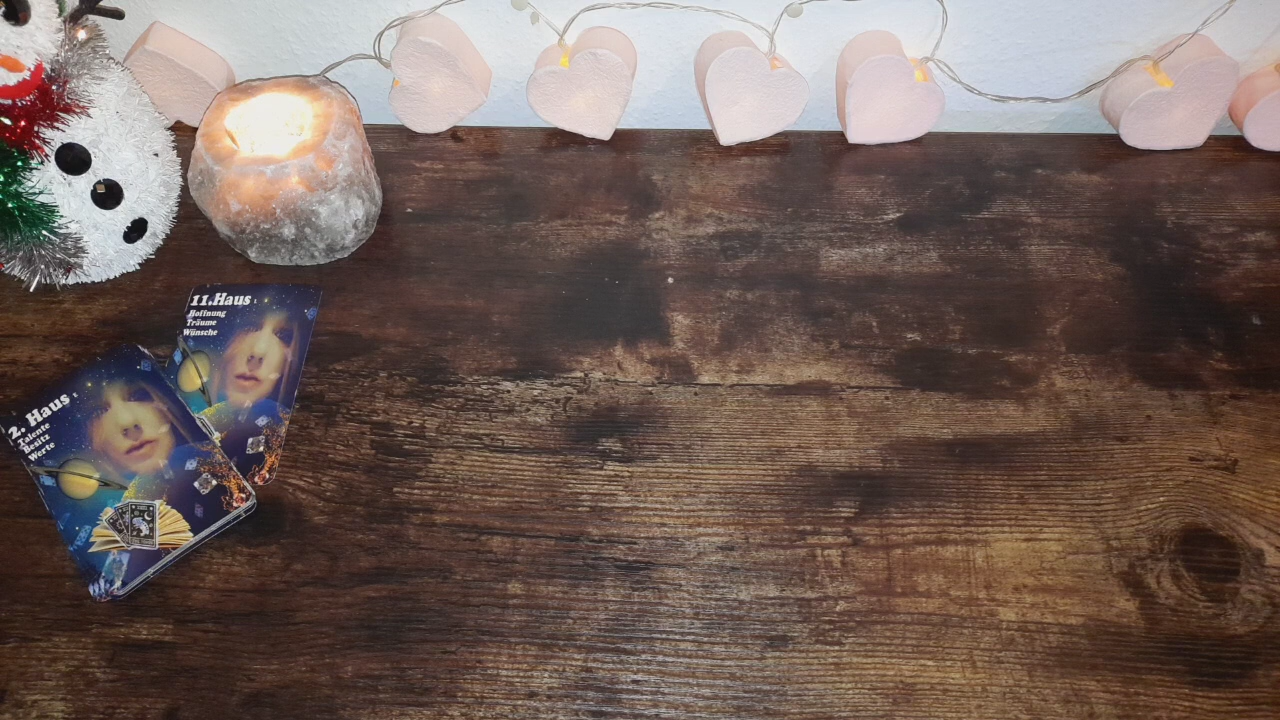 11.Haus
Hoffnung
Träume
Wünsche
2. Haus
Talente
Besitz
Werte